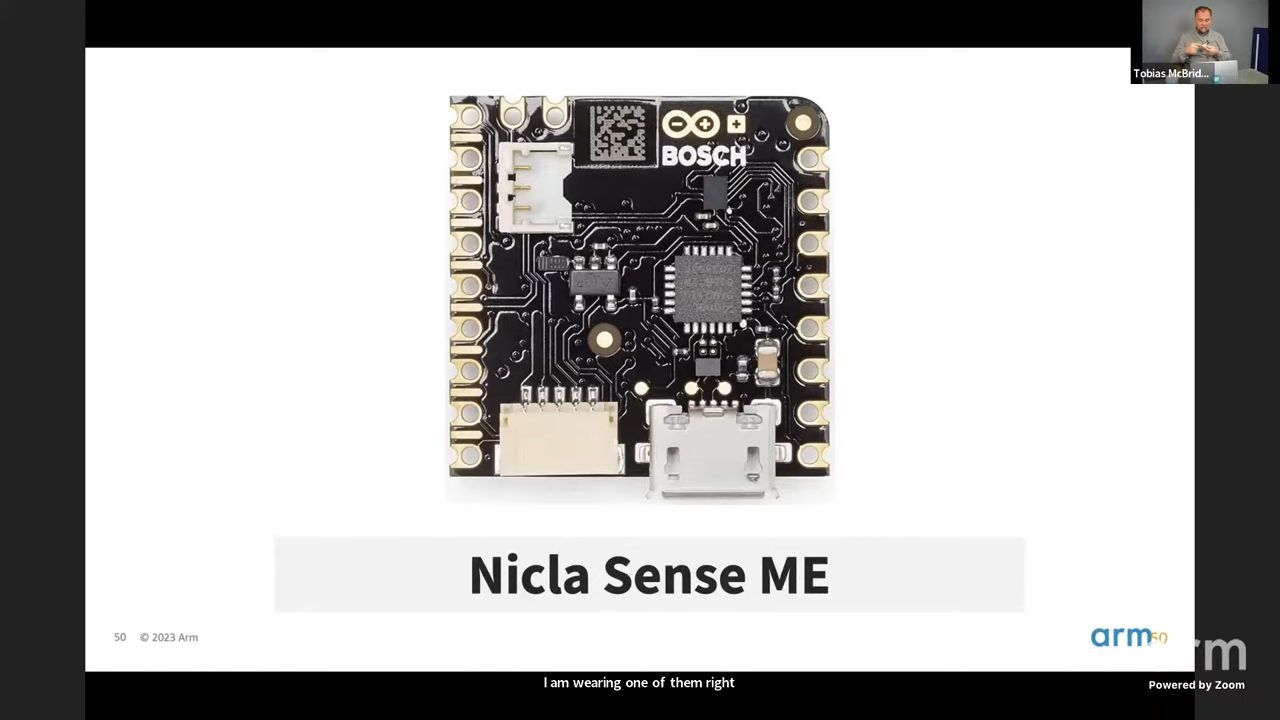 Tobias McBrid...
BOSCH
Nicla Sense ME
50 © 2023 Arm
arm
50
rm
I am wearing one of them right
Powered by Zoom